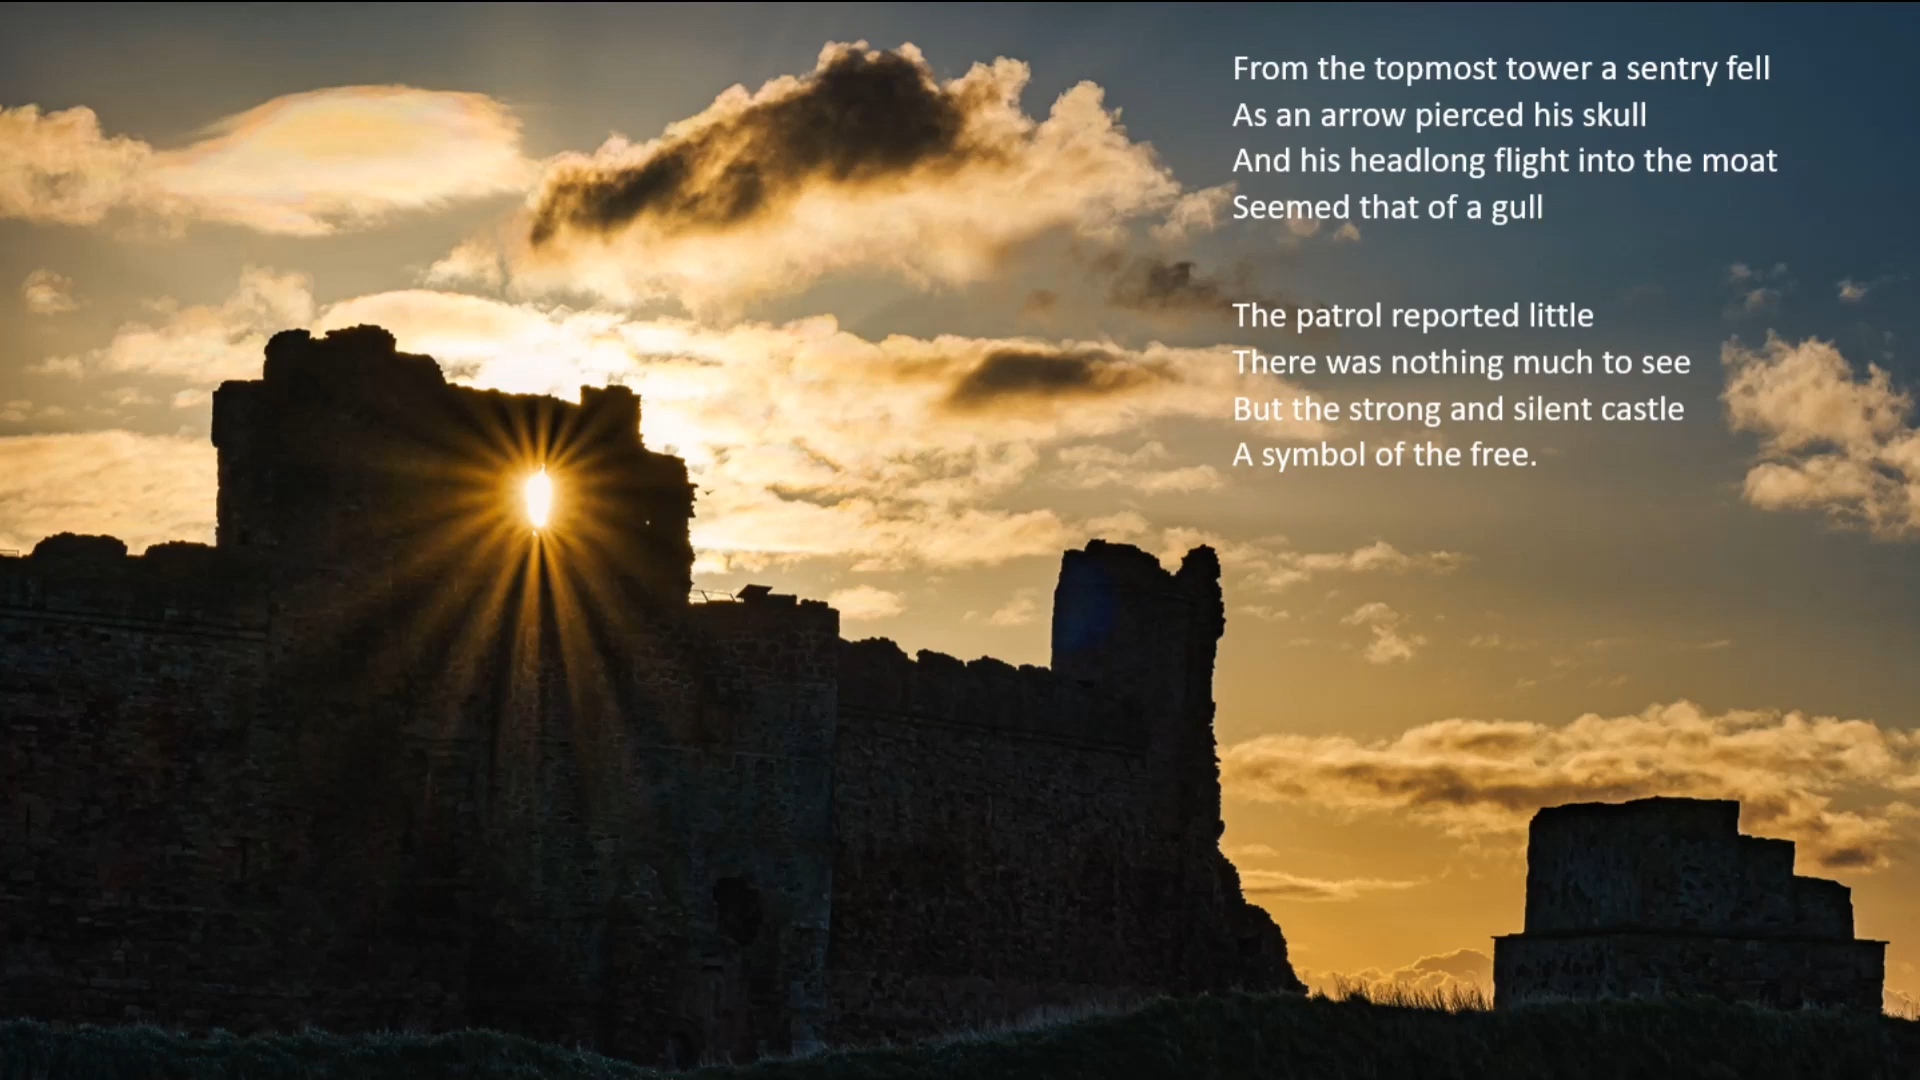 From the topmost tower a sentry fell
As an arrow pierced his skull
And his headlong flight into the moat
Seemed that of a gull
The patrol reported little
There was nothing much to see
But the strong and silent castle
A symbol of the free.